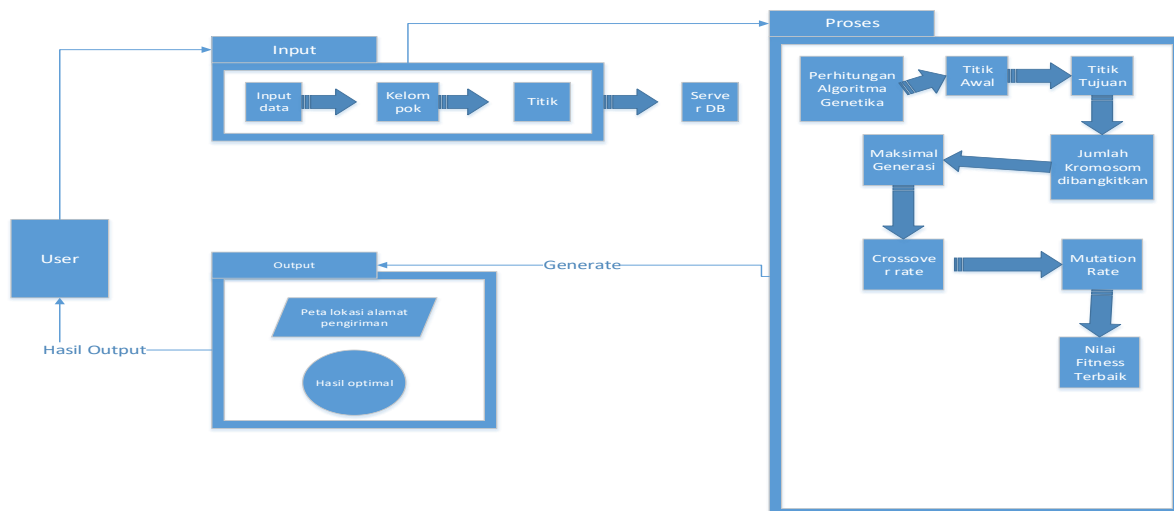 Proses
Input
Input
data
Kelom
pok
Titik
Serve
r DB
Perhitungan
Algoritma
Genetika
Titik
Awal
Titik
Tujuan
Maksimal
Generasi
Jumlah
Kromosom
dibangkitkan
Crossove
r rate
Mutation
Rate
Nilai
Fitness
Terbaik
User
Output
Generate
Peta lokasi alamat
pengiriman
Hasil Output
Hasil optimal